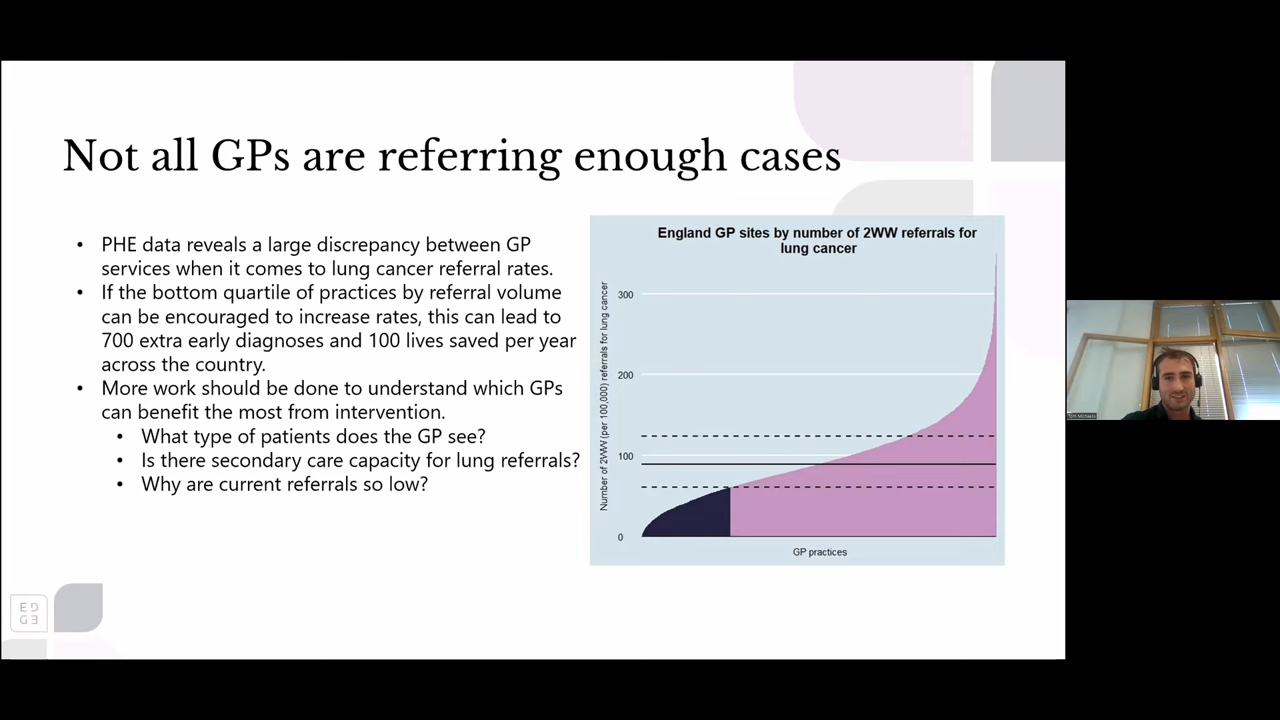 Not all GPs are referring enough cases
• PHE data reveals a large discrepancy between GP
services when it comes to lung cancer referral rates.
• If the bottom quartile of practices by referral volume
can be encouraged to increase rates, this can lead to
700 extra early diagnoses and 100 lives saved per year
across the country.
• More work should be done to understand which GPs
can benefit the most from intervention.
• What type of patients does the GP see?
• Is there secondary care capacity for lung referrals?
• Why are current referrals so low?
England GP sites by number of 2WW referrals for
lung cancer
Number of 2WW (per 100,000) referrals for lung cancer
300
200
100
0
GP practices
ED
GE